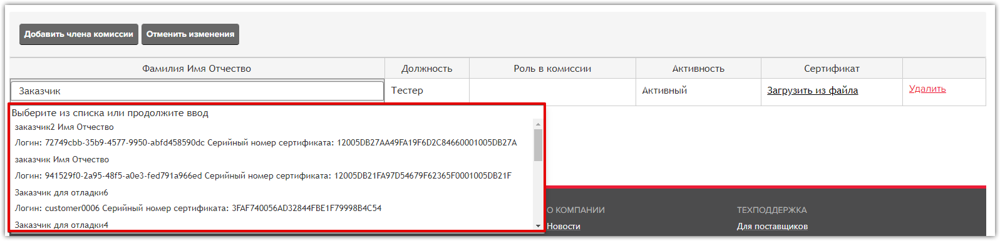 Добавить члена комиссии Отменить изменения
Фамилия Имя Отчество Должность Роль в комиссии Активность Сертификат
Заказчик Тестер Активный Загрузить из файла Удалить
Выберите из списка или продолжите ввод
заказчик2 Имя Отчество
Логин: 72749cbb-35b9-4577-9950-abfd458590dc Серийный номер сертификата: 12005DB27AA49FA19F6D2C84660001005DB27A
заказчик Имя Отчество
Логин: 941529f0-2a95-48f5-a0e3-fed791a966ed Серийный номер сертификата: 12005DB21FA97D54679F62365F0001005DB21F
Заказчик для отладки6
Логин: customer0006 Серийный номер сертификата: 3FAF740056AD32844FBE1F79998B4C54
Заказчик для отладки4
О КОМПАНИИ ТЕХПОДДЕРЖКА
Новости Для поставщиков